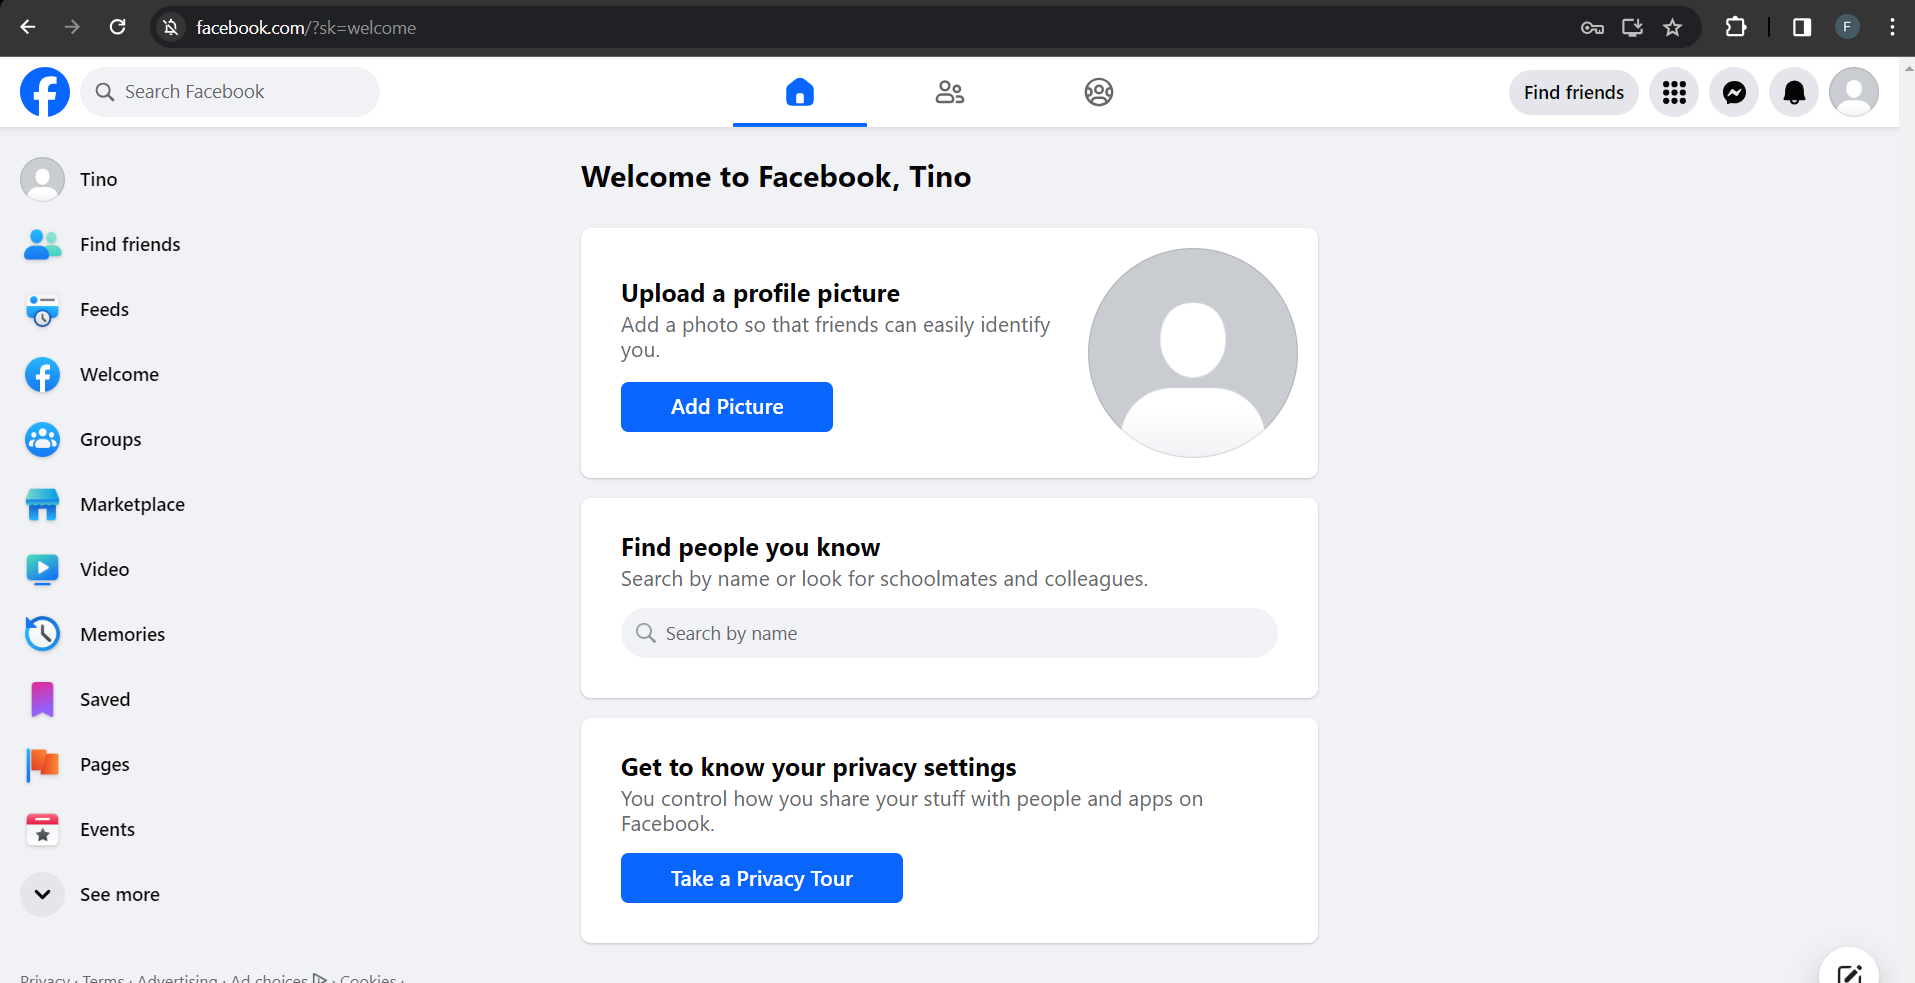 facebook.com/?sk=welcome
F
Search Facebook
Find friends
Tino
Find friends
Feeds
Welcome
Groups
Marketplace
Video
Memories
Saved
Pages
Events
See more
Privacy · Terms · Advertising · Ad choices · Cookies ·
Welcome to Facebook, Tino
Upload a profile picture
Add a photo so that friends can easily identify
you.
Add Picture
Find people you know
Search by name or look for schoolmates and colleagues.
Search by name
Get to know your privacy settings
You control how you share your stuff with people and apps on
Facebook.
Take a Privacy Tour